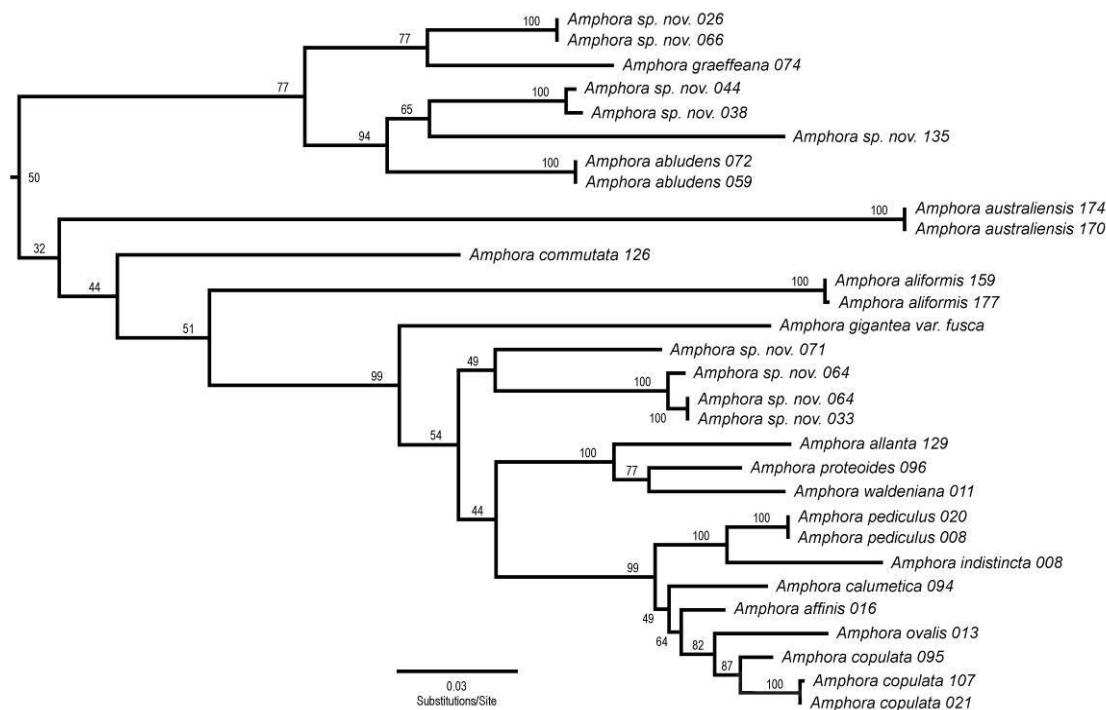 100 Amphora sp. nov. 026
Amphora sp. nov. 066
77
Amphora graeffeana 074
77
100 Amphora sp. nov. 044
Amphora sp. nov. 038
65
Amphora sp. nov. 135
94
100 Amphora abludens 072
Amphora abludens 059
50
100 Amphora australiensis 174
Amphora australiensis 170
32
Amphora commutata 126
44
100 Amphora aliformis 159
Amphora aliformis 177
51
Amphora gigantea var. fusca
99
49 Amphora sp. nov. 071
100 Amphora sp. nov. 064
Amphora sp. nov. 064
100 Amphora sp. nov. 033
54
Amphora allanta 129
100
77 Amphora proteoides 096
Amphora waldeniana 011
44
100 Amphora pediculus 020
Amphora pediculus 008
100
Amphora indistincta 008
99
Amphora calumetica 094
49
Amphora affinis 016
64
Amphora ovalis 013
82
Amphora copulata 095
87
100 Amphora copulata 107
Amphora copulata 021
0.03
Substitutions/Site